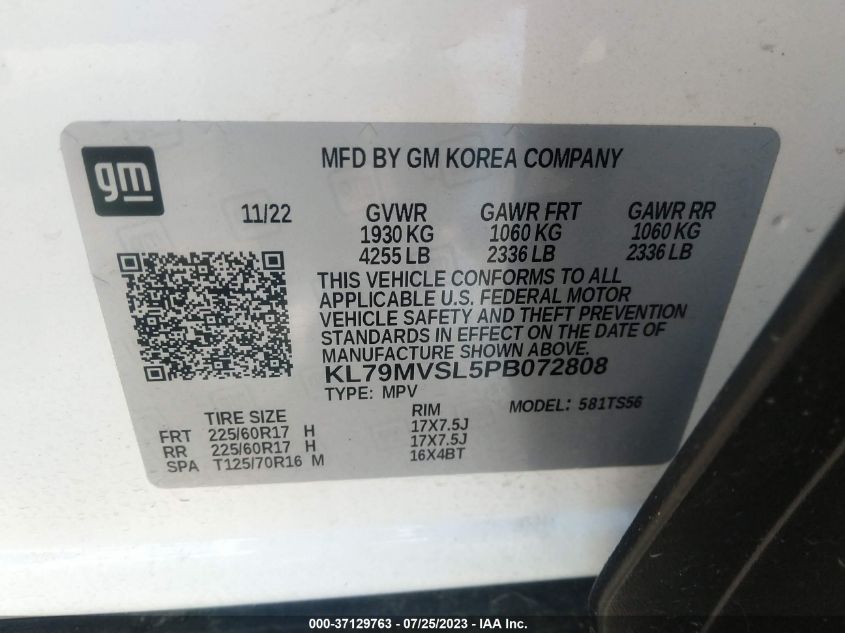 gm
MFD BY GM KOREA COMPANY
11/22 GVWR GAWR FRT GAWR RR
1930 KG 1060 KG 1060 KG
4255 LB 2336 LB 2336 LB
THIS VEHICLE CONFORMS TO ALL
APPLICABLE U.S. FEDERAL MOTOR
VEHICLE SAFETY AND THEFT PREVENTION
STANDARDS IN EFFECT ON THE DATE OF
MANUFACTURE SHOWN ABOVE.
KL79MVSL5PB072808
TYPE: MPV MODEL: 581TS56
TIRE SIZE RIM
FRT 225/60R17 H 17X7.5J
RR 225/60R17 H 17X7.5J
SPA T125/70R16 M 16X4BT
000-37129763 - 07/25/2023 - IAA Inc.